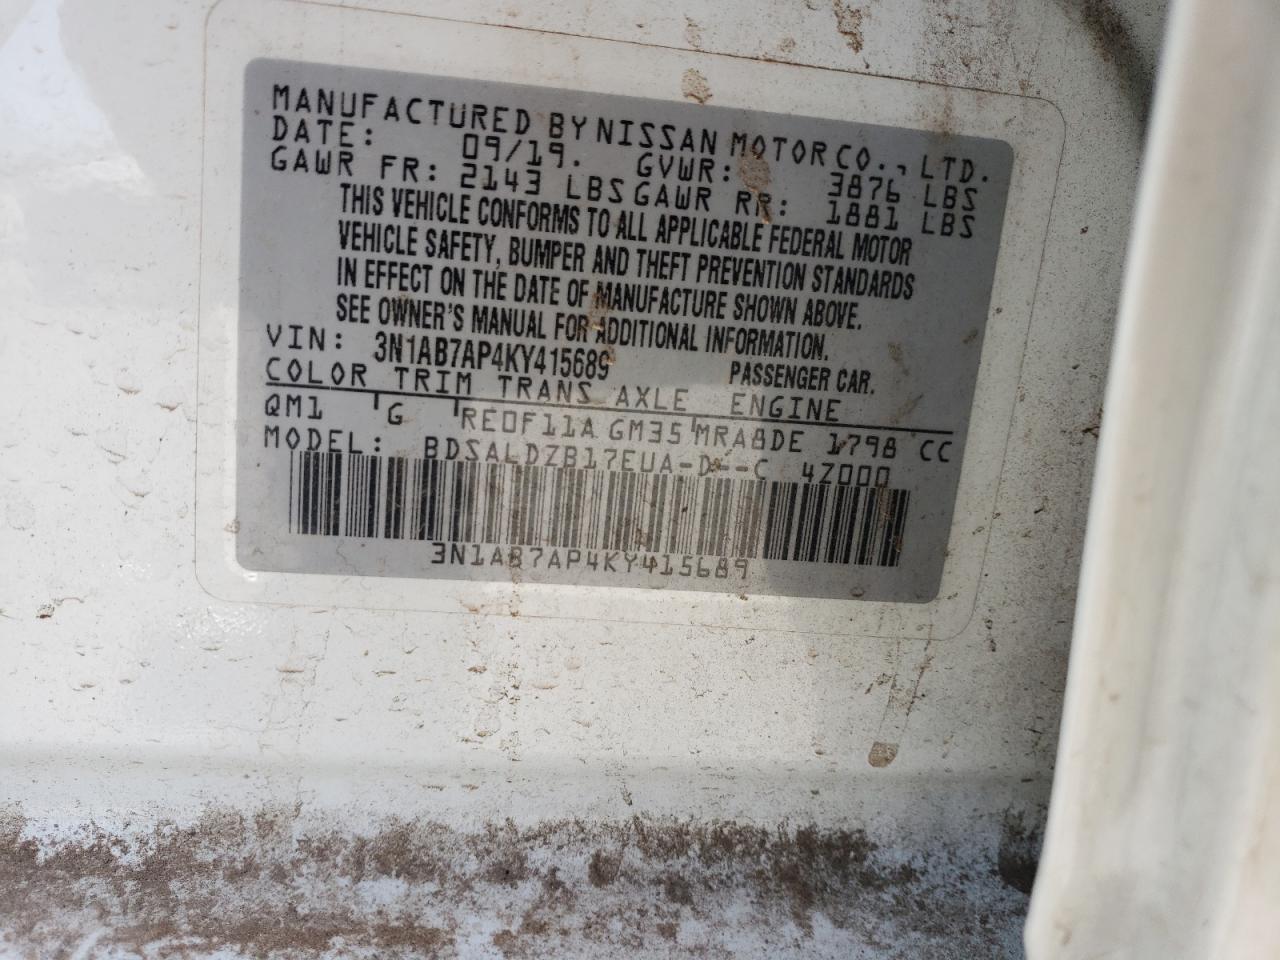 MANUFACTURED BY NISSAN MOTOR CO., LTD.
DATE: 09/19. GVWR: 3876 LBS
GAWR FR: 2143 LBS GAWR RR: 1881 LBS
THIS VEHICLE CONFORMS TO ALL APPLICABLE FEDERAL MOTOR
VEHICLE SAFETY, BUMPER AND THEFT PREVENTION STANDARDS
IN EFFECT ON THE DATE OF MANUFACTURE SHOWN ABOVE.
SEE OWNER'S MANUAL FOR ADDITIONAL INFORMATION.
VIN: 3N1AB7AP4KY415689 PASSENGER CAR.
COLOR TRIM TRANS AXLE ENGINE
QM1 G RE0F11A GM35 MRA8DE 1798 CC
MODEL: BDSALDZB17EUA-D--C 4Z000
3N1AB7AP4KY415689